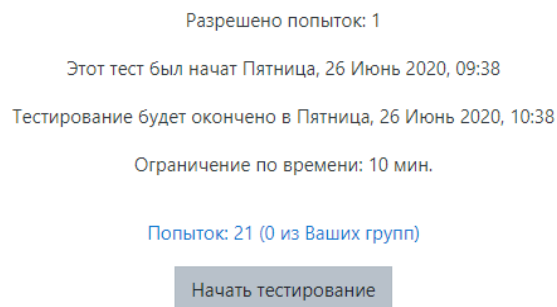 Разрешено попыток: 1
Этот тест был начат Пятница, 26 Июнь 2020, 09:38
Тестирование будет окончено в Пятница, 26 Июнь 2020, 10:38
Ограничение по времени: 10 мин.
Попыток: 21 (0 из Ваших групп)
Начать тестирование